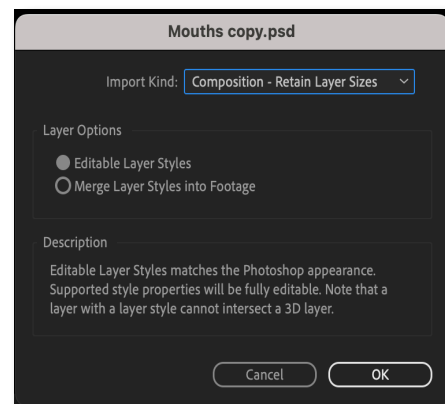 Mouths copy.psd
Import Kind: Composition - Retain Layer Sizes
Layer Options
Editable Layer Styles
Merge Layer Styles into Footage
Description
Editable Layer Styles matches the Photoshop appearance.
Supported style properties will be fully editable. Note that a
layer with a layer style cannot intersect a 3D layer.
Cancel OK